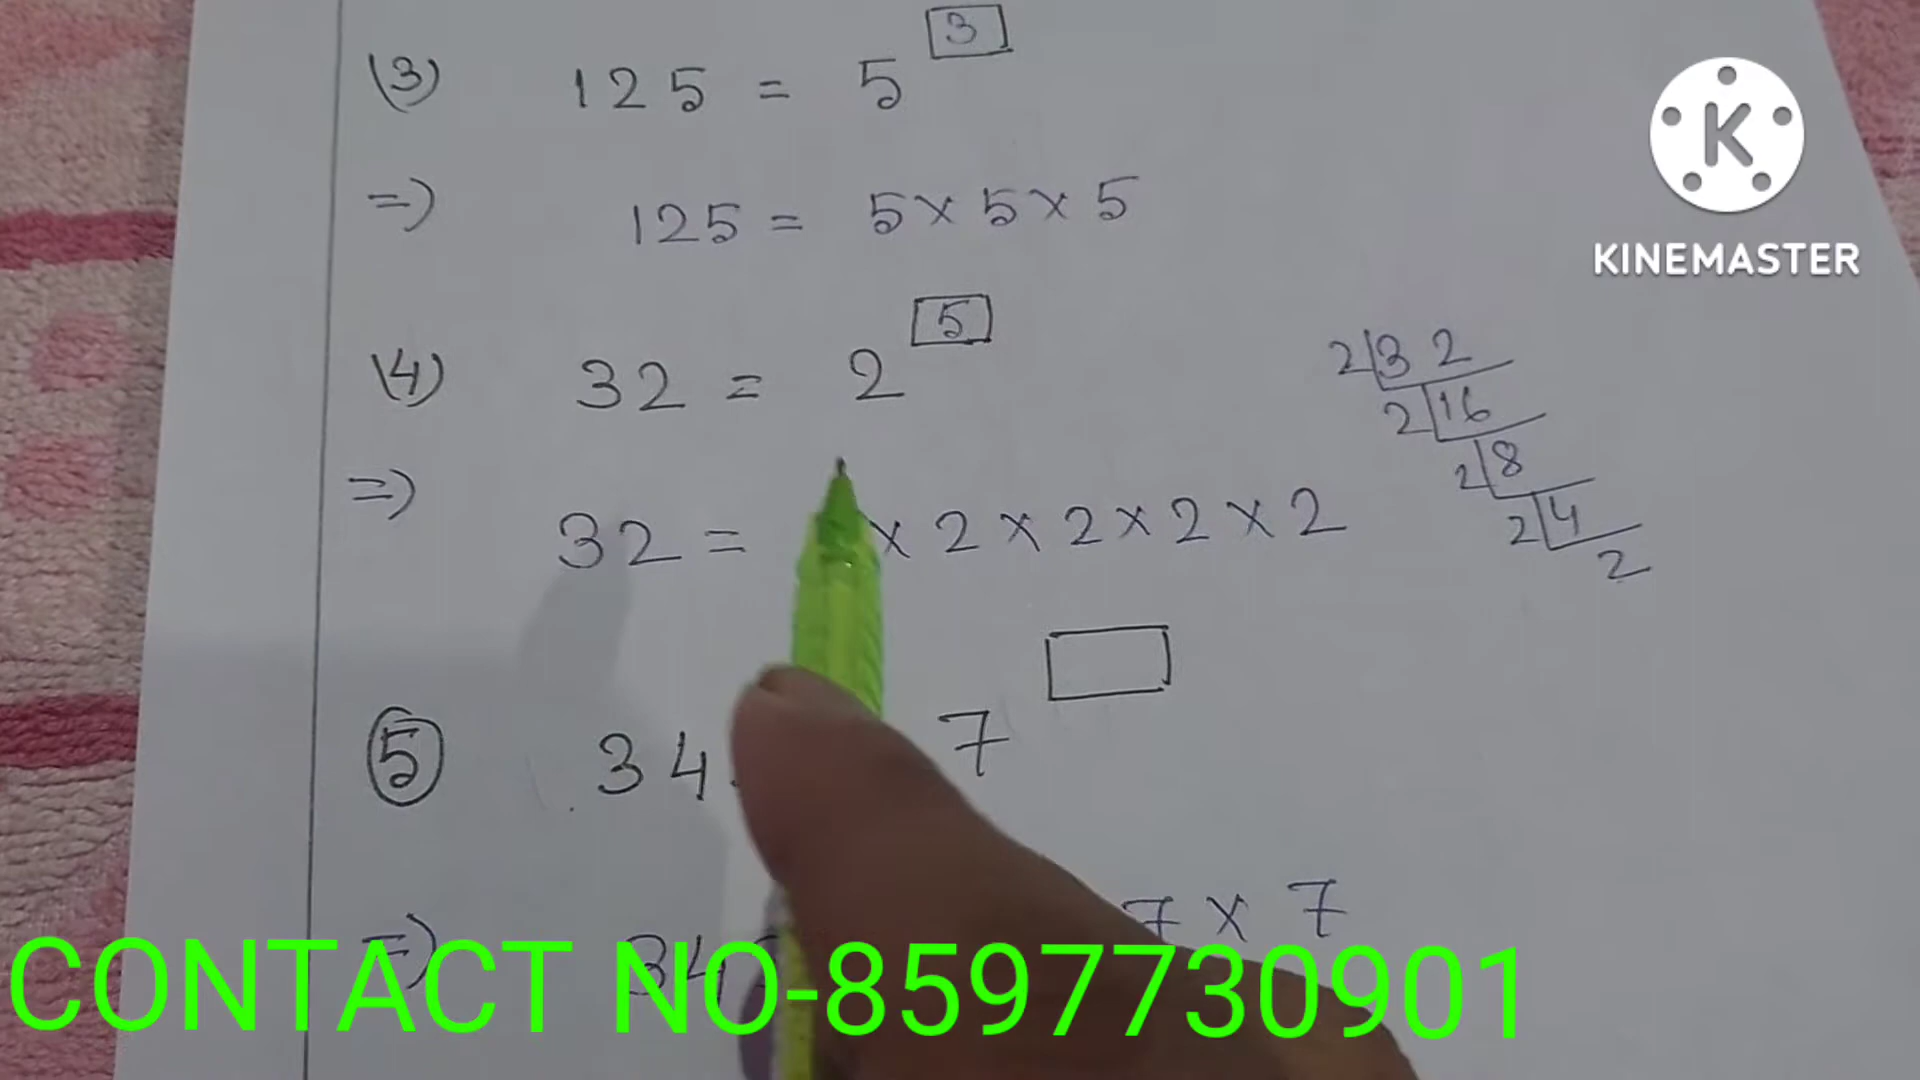 (3) 125 = 5^3
=> 125 = 5 x 5 x 5
(4) 32 = 2^5
2 32
2 16
2 8
2 4
2
=> 32 = x 2 x 2 x 2 x 2
5 34 7
=> 34 7 x 7
K
KINEMASTER
CONTACT NO-8597730901